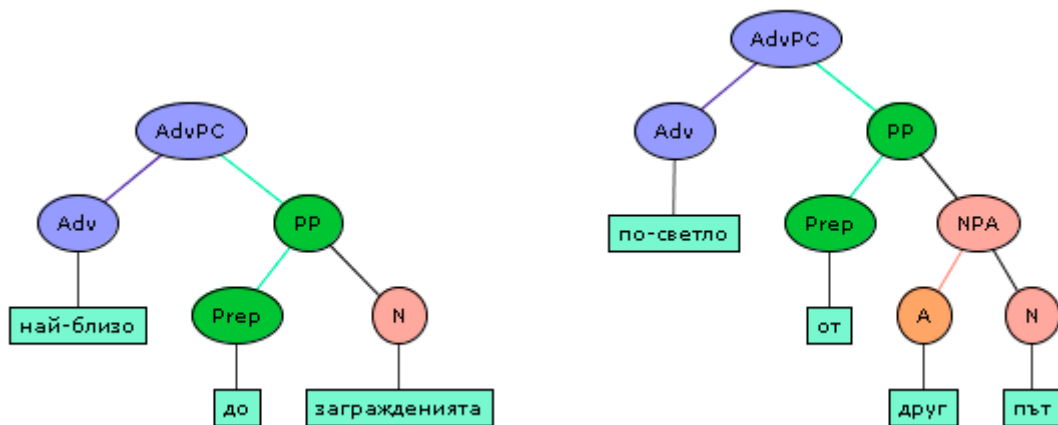 AdvPC
Adv
PP
най-близо
Prep
N
до
загражденията
AdvPC
Adv
PP
по-светло
Prep
NPA
от
A
N
друг
път